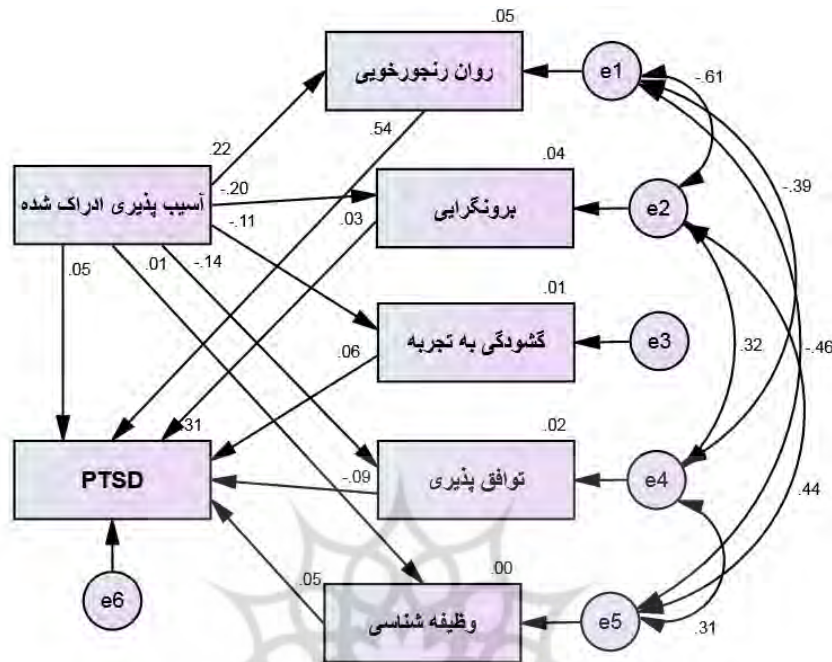 .05
روان رنجورخویی
e1
-.61
.54
.22
آسیب پذیری ادراک شده
-.20
.04
برونگرایی
e2
-.39
.03
-.11
.05
.01
-.14
.01
گشودگی به تجربه
e3
.32
-.46
.06
.31
PTSD
.02
توافق پذیری
e4
-.09
.44
.00
وظیفه شناسی
e5
.05
.31
e6